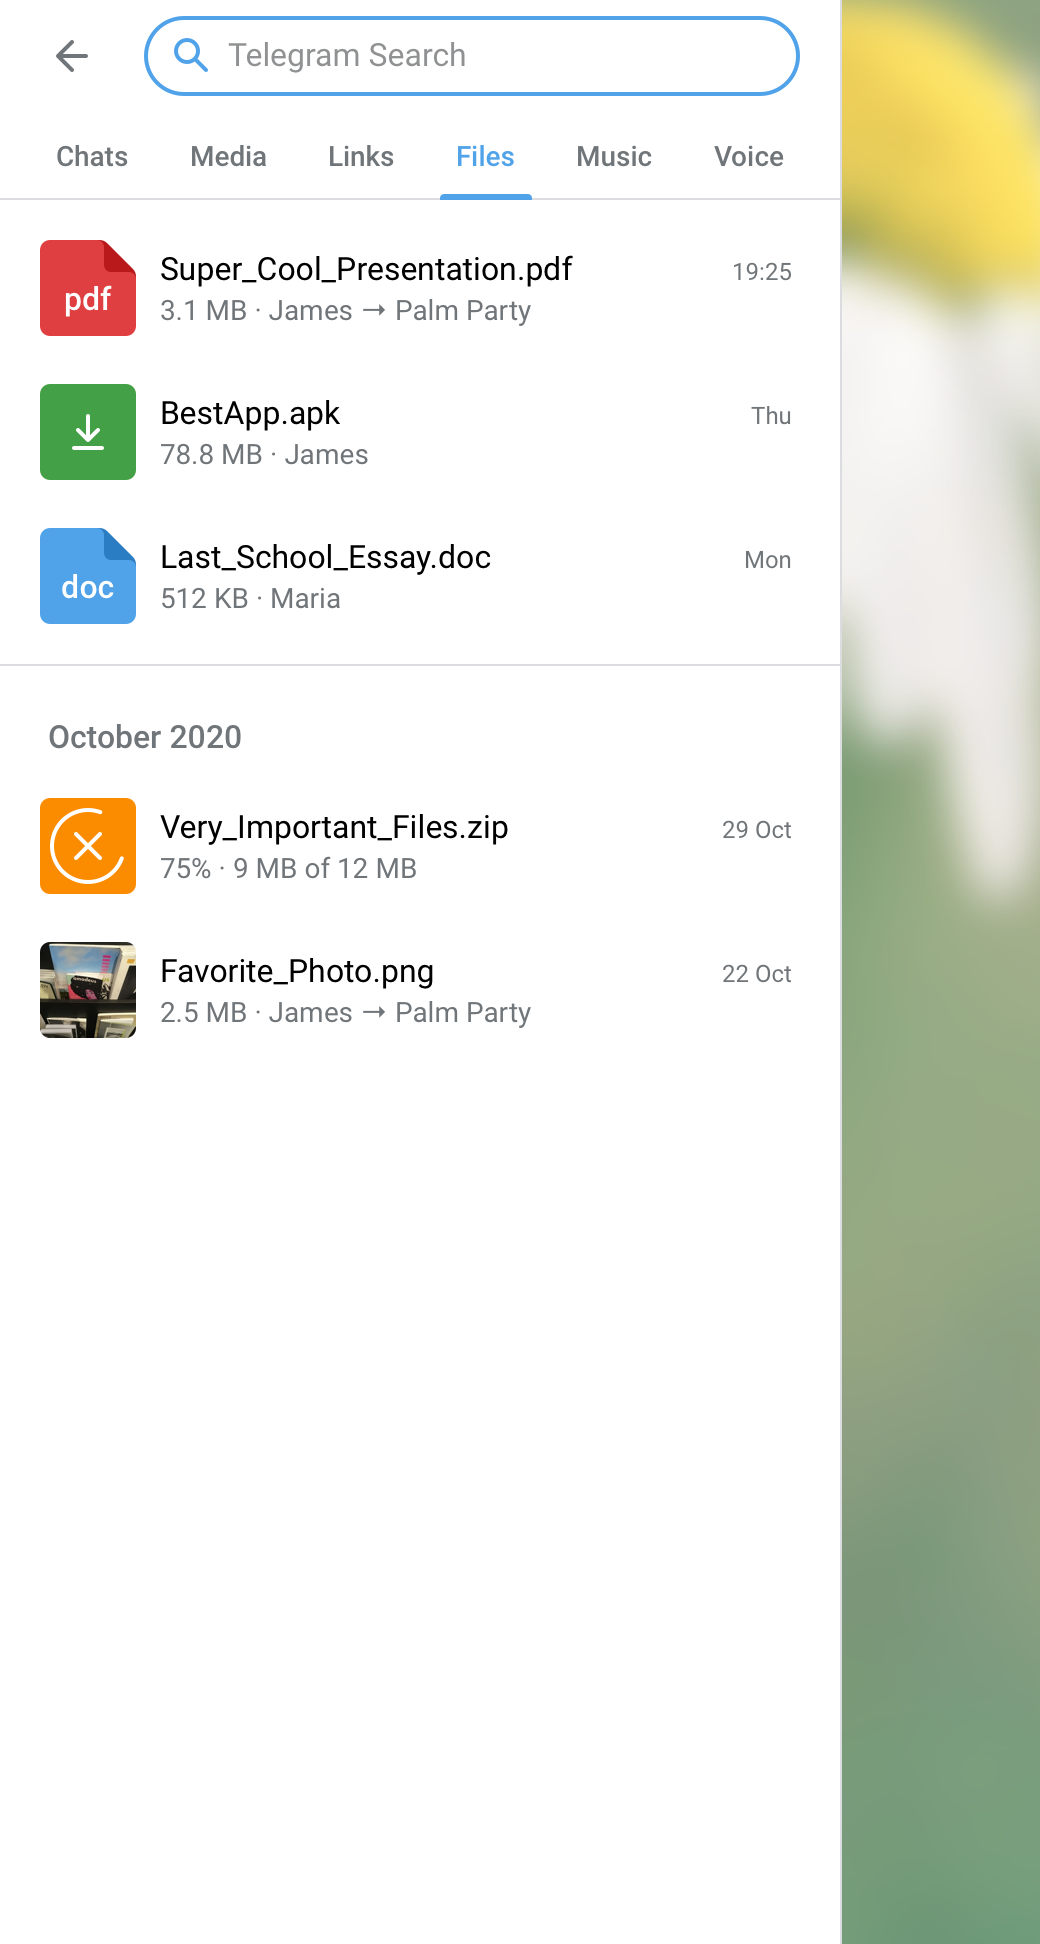 Telegram Search
Chats Media Links Files Music Voice
pdf
Super_Cool_Presentation.pdf 19:25
3.1 MB · James → Palm Party
BestApp.apk Thu
78.8 MB · James
doc
Last_School_Essay.doc Mon
512 KB · Maria
October 2020
Very_Important_Files.zip 29 Oct
75% · 9 MB of 12 MB
Favorite_Photo.png 22 Oct
2.5 MB · James → Palm Party